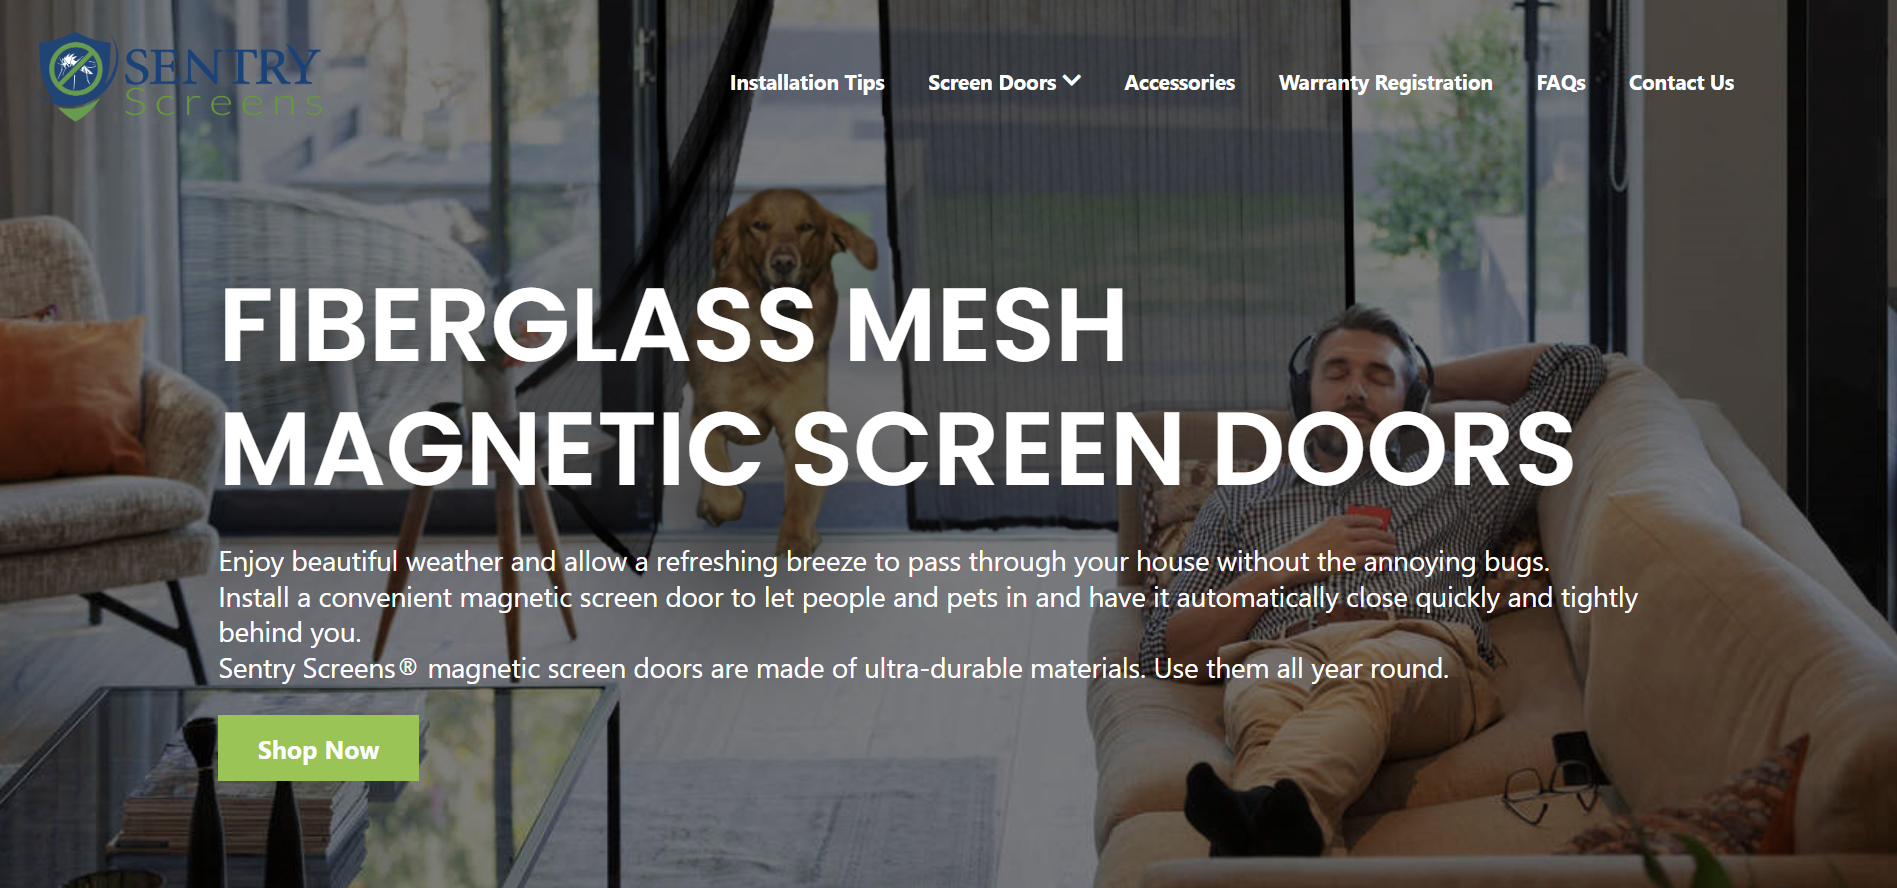 SENTRY
Screens
Installation Tips
Screen Doors
Accessories
Warranty Registration
FAQs
Contact Us
FIBERGLASS MESH
MAGNETIC SCREEN DOORS
Enjoy beautiful weather and allow a refreshing breeze to pass through your house without the annoying bugs.
Install a convenient magnetic screen door to let people and pets in and have it automatically close quickly and tightly
behind you.
Sentry Screens® magnetic screen doors are made of ultra-durable materials. Use them all year round.
Shop Now